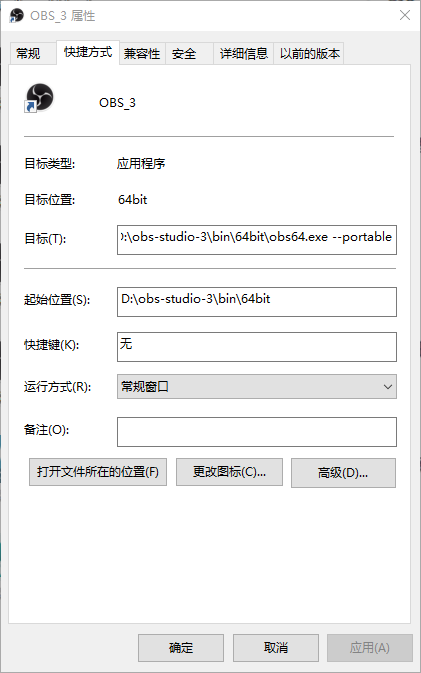 OBS_3 属性
常规 快捷方式 兼容性 安全 详细信息 以前的版本
OBS_3
目标类型: 应用程序
目标位置: 64bit
目标(T): :\obs-studio-3\bin\64bit\obs64.exe --portable
起始位置(S): D:\obs-studio-3\bin\64bit
快捷键(K): 无
运行方式(R): 常规窗口
备注(O):
打开文件所在的位置(F) 更改图标(C)... 高级(D)...
确定 取消 应用(A)